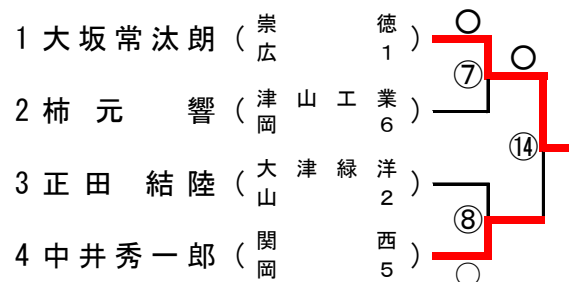 1 大坂常汰朗 (崇徳 広1) ○
⑦ ○
2 柿元 響 (津山工業 岡6)
⑭
3 正田 結陸 (大津緑洋 山2)
⑧
4 中井秀一郎 (関西 岡5) ○